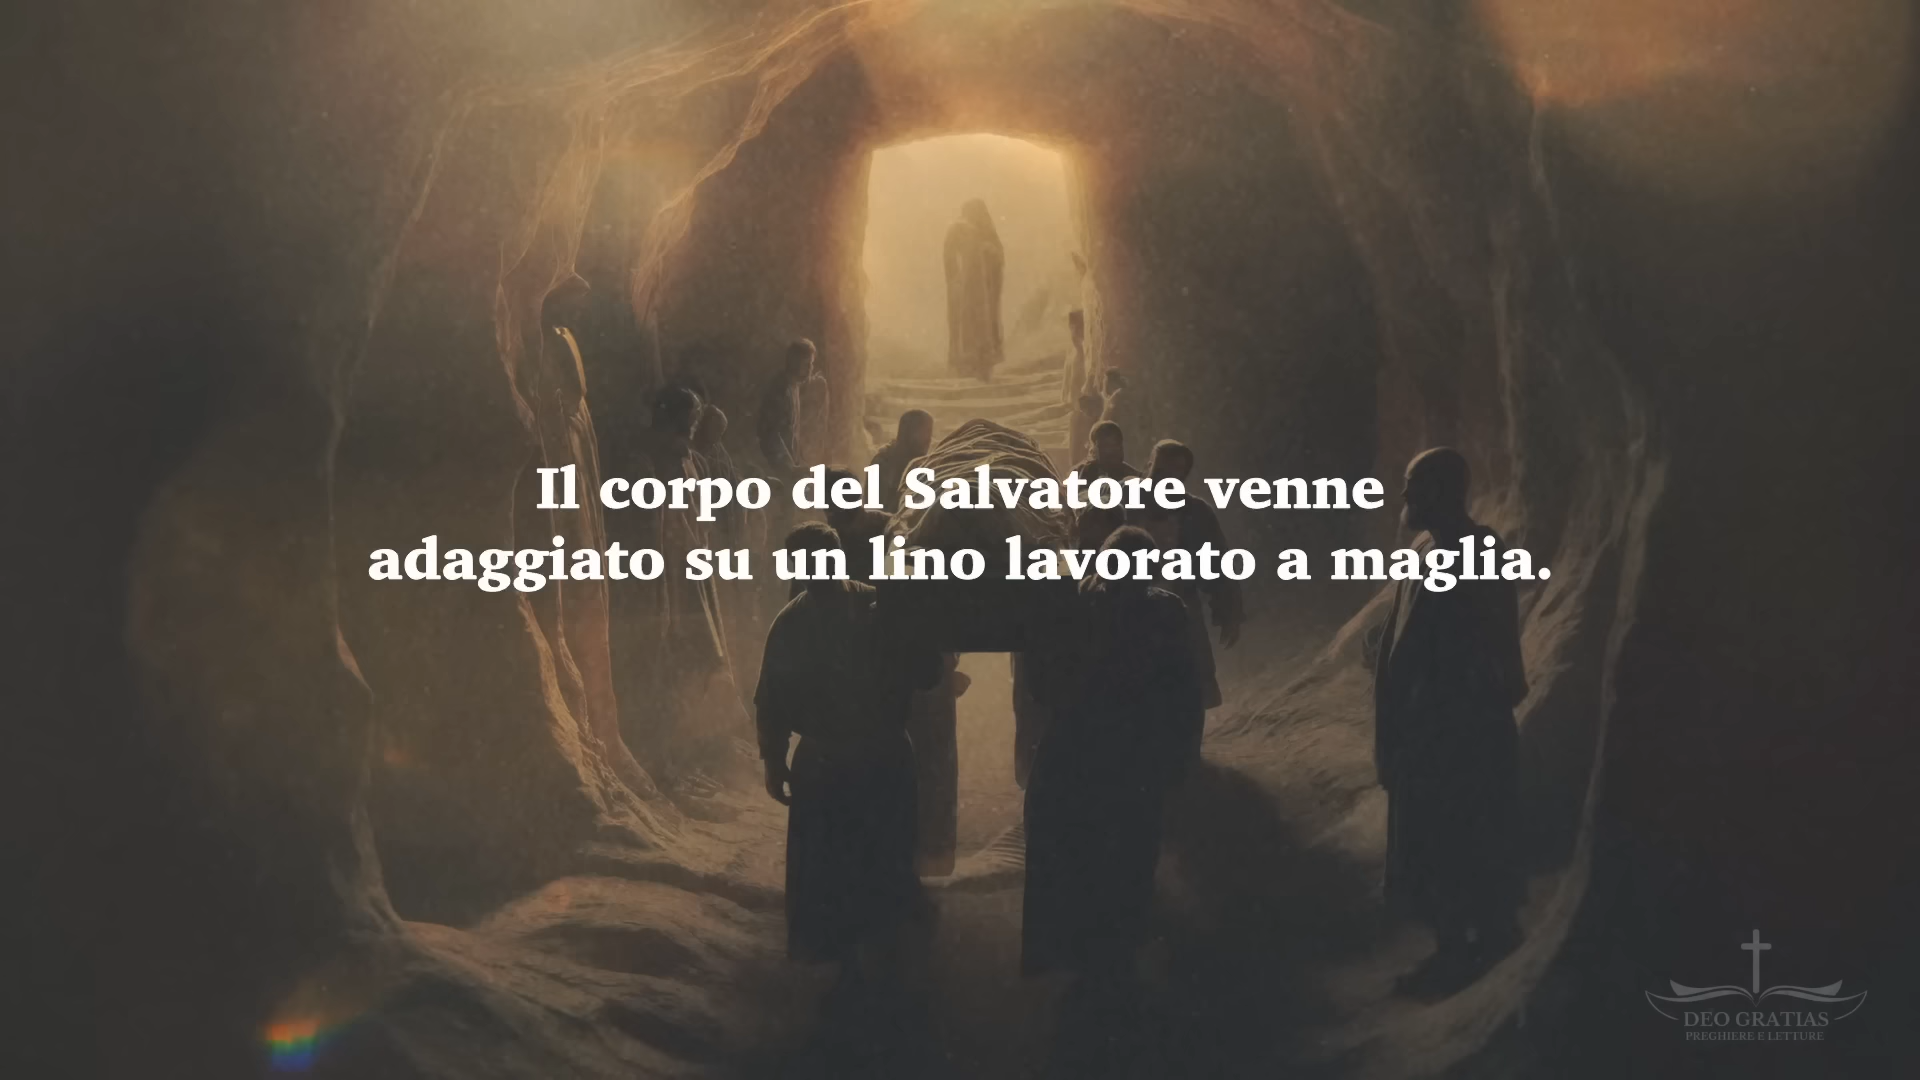 Il corpo del Salvatore venne
adaggiato su un lino lavorato a maglia.
DEO GRATIAS
PREGHIERE E LETTURE